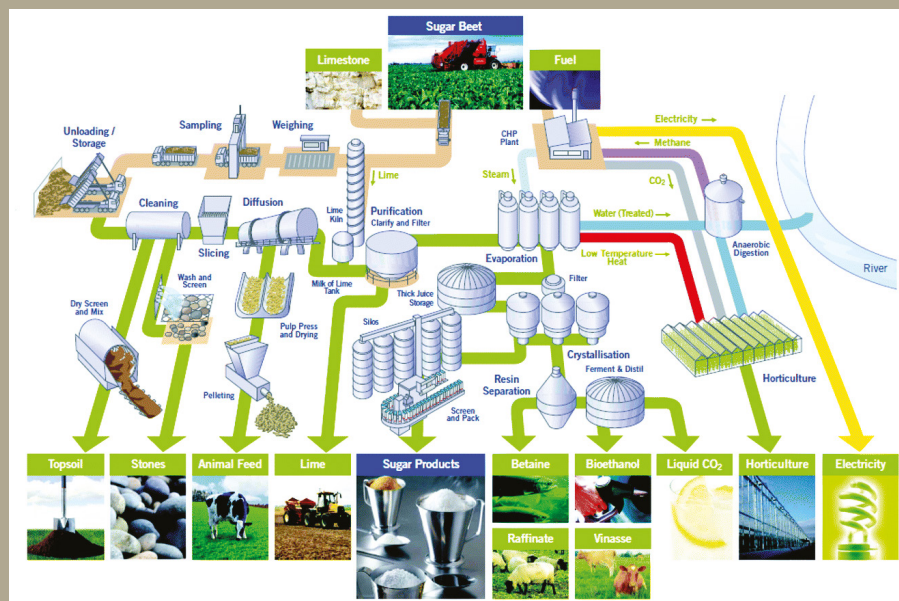 Sugar Beet
Limestone
Fuel
Unloading /
Storage
Sampling
Weighing
CHP
Plant
Electricity
Methane
CO₂
Steam
Lime
Cleaning
Slicing
Diffusion
Lime
Kiln
Purification
Clarify and Filter
Milk of Lime
Tank
Evaporation
Water (Treated)
Low Temperature
Heat
Anaerobic
Digestion
River
Dry Screen
and Mix
Wash and
Screen
Pulp Press
and Drying
Pelleting
Thick Juice
Storage
Filter
Silos
Crystallisation
Resin
Separation
Ferment & Distil
Screen
and Pack
Horticulture
Topsoil
Stones
Animal Feed
Lime
Sugar Products
Betaine
Bioethanol
Liquid CO₂
Horticulture
Electricity
Raffinate
Vinasse